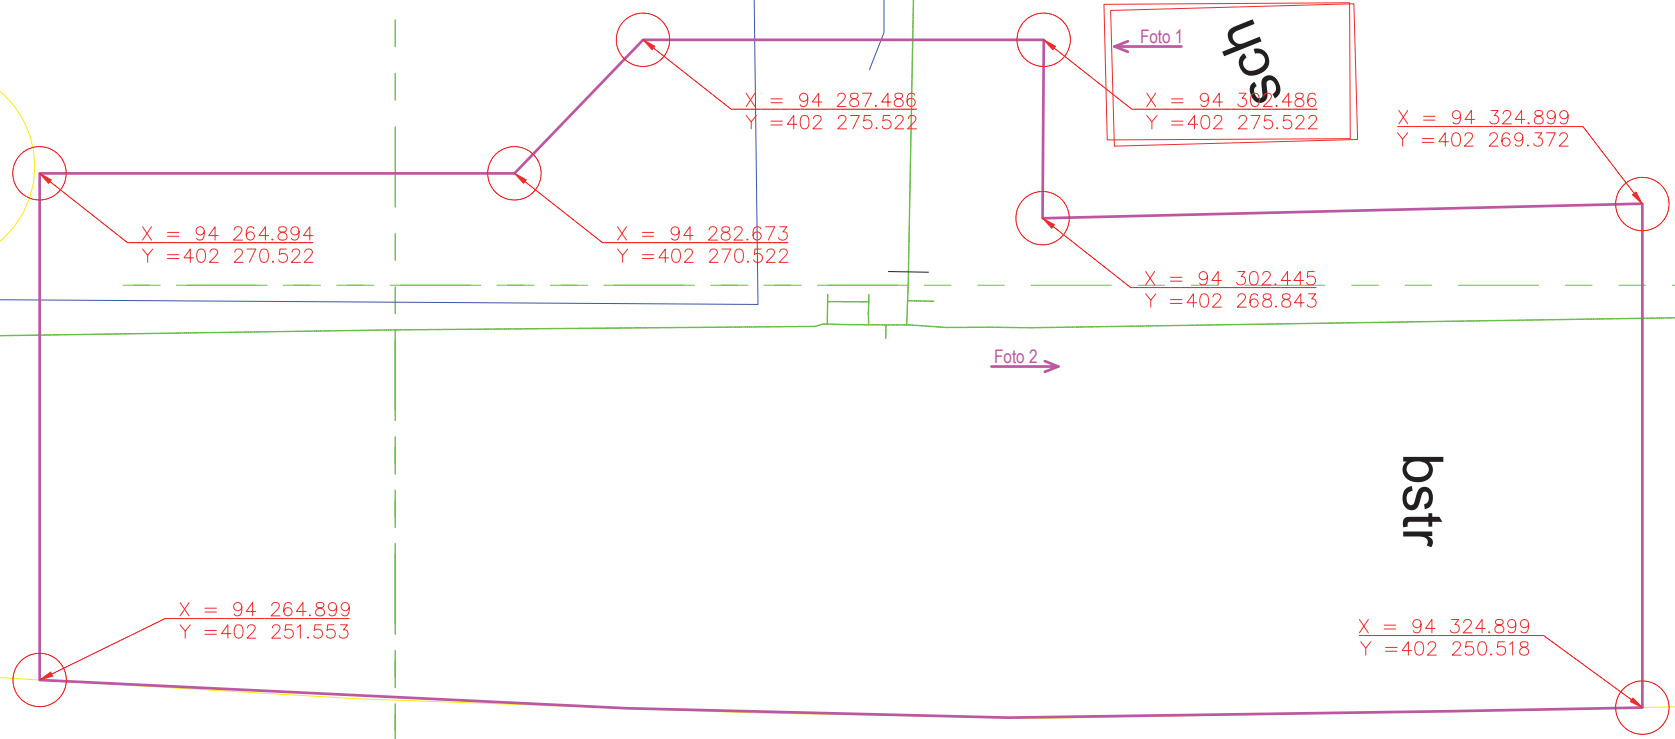 sch
Foto 1
X = 94 287.486
Y =402 275.522
X = 94 302.486
Y =402 275.522
X = 94 324.899
Y =402 269.372
X = 94 264.894
Y =402 270.522
X = 94 282.673
Y =402 270.522
X = 94 302.445
Y =402 268.843
Foto 2
bstr
X = 94 264.899
Y =402 251.553
X = 94 324.899
Y =402 250.518